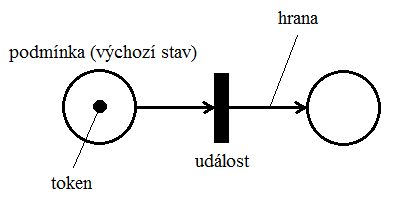 hrana
podmínka (výchozí stav)
událost
token